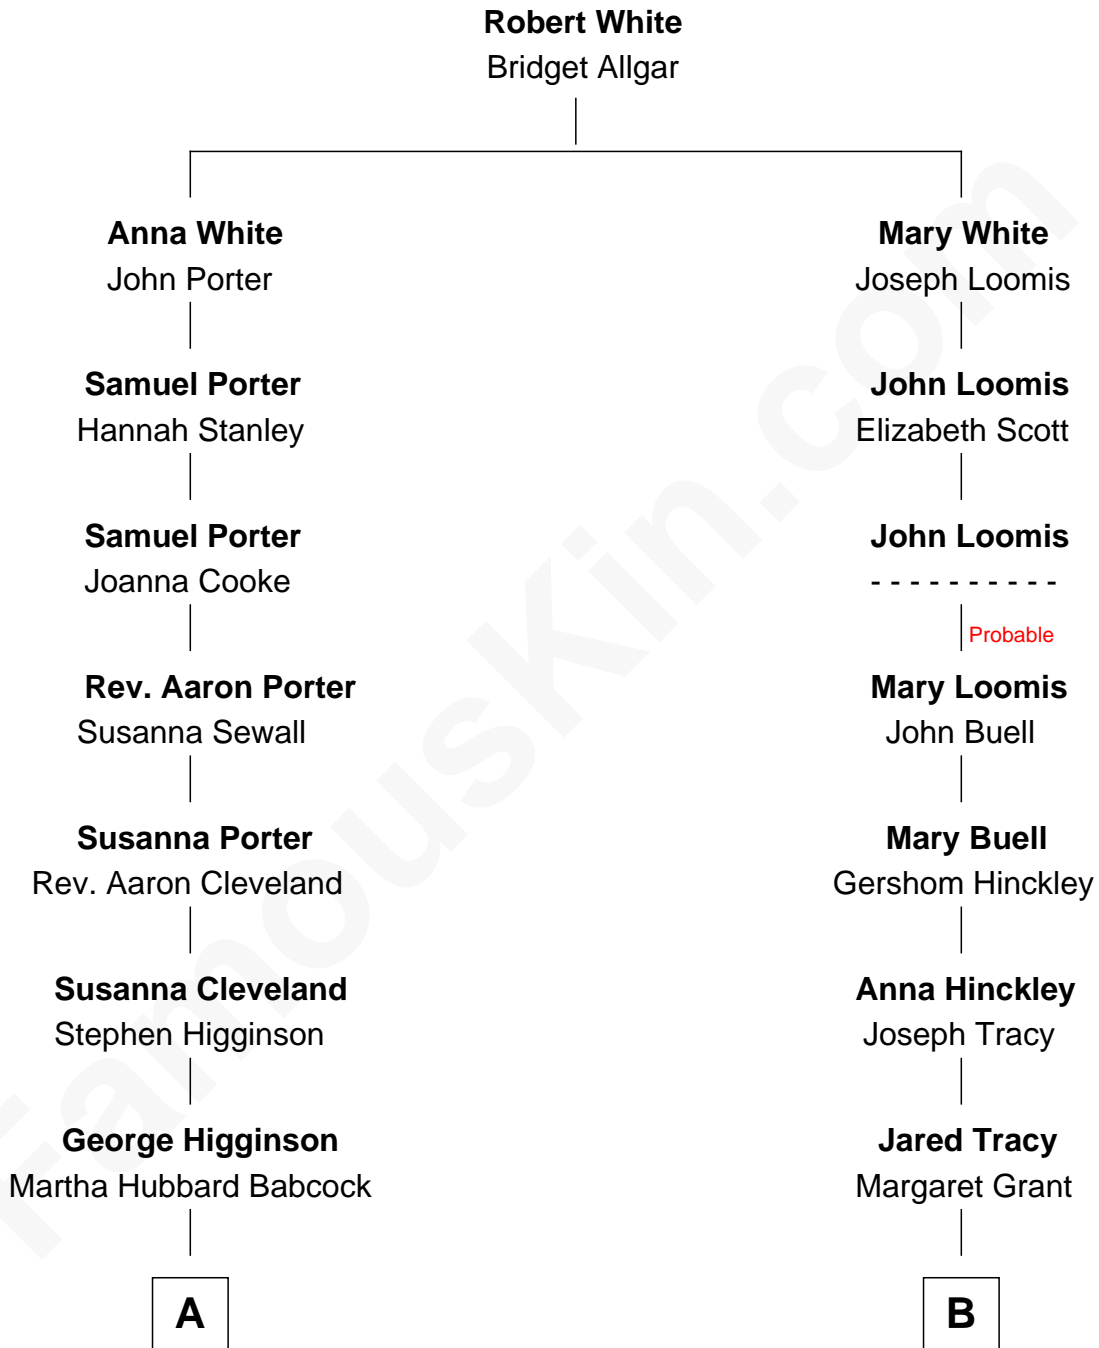 Robert White
Bridget Allgar
Anna White
John Porter
Samuel Porter
Hannah Stanley
Samuel Porter
Joanna Cooke
Rev. Aaron Porter
Susanna Sewall
Susanna Porter
Rev. Aaron Cleveland
Susanna Cleveland
Stephen Higginson
George Higginson
Martha Hubbard Babcock
A
Mary White
Joseph Loomis
John Loomis
Elizabeth Scott
John Loomis
- - - - - - - - - -
Probable
Mary Loomis
John Buell
Mary Buell
Gershom Hinckley
Anna Hinckley
Joseph Tracy
Jared Tracy
Margaret Grant
B
FamousKin.com